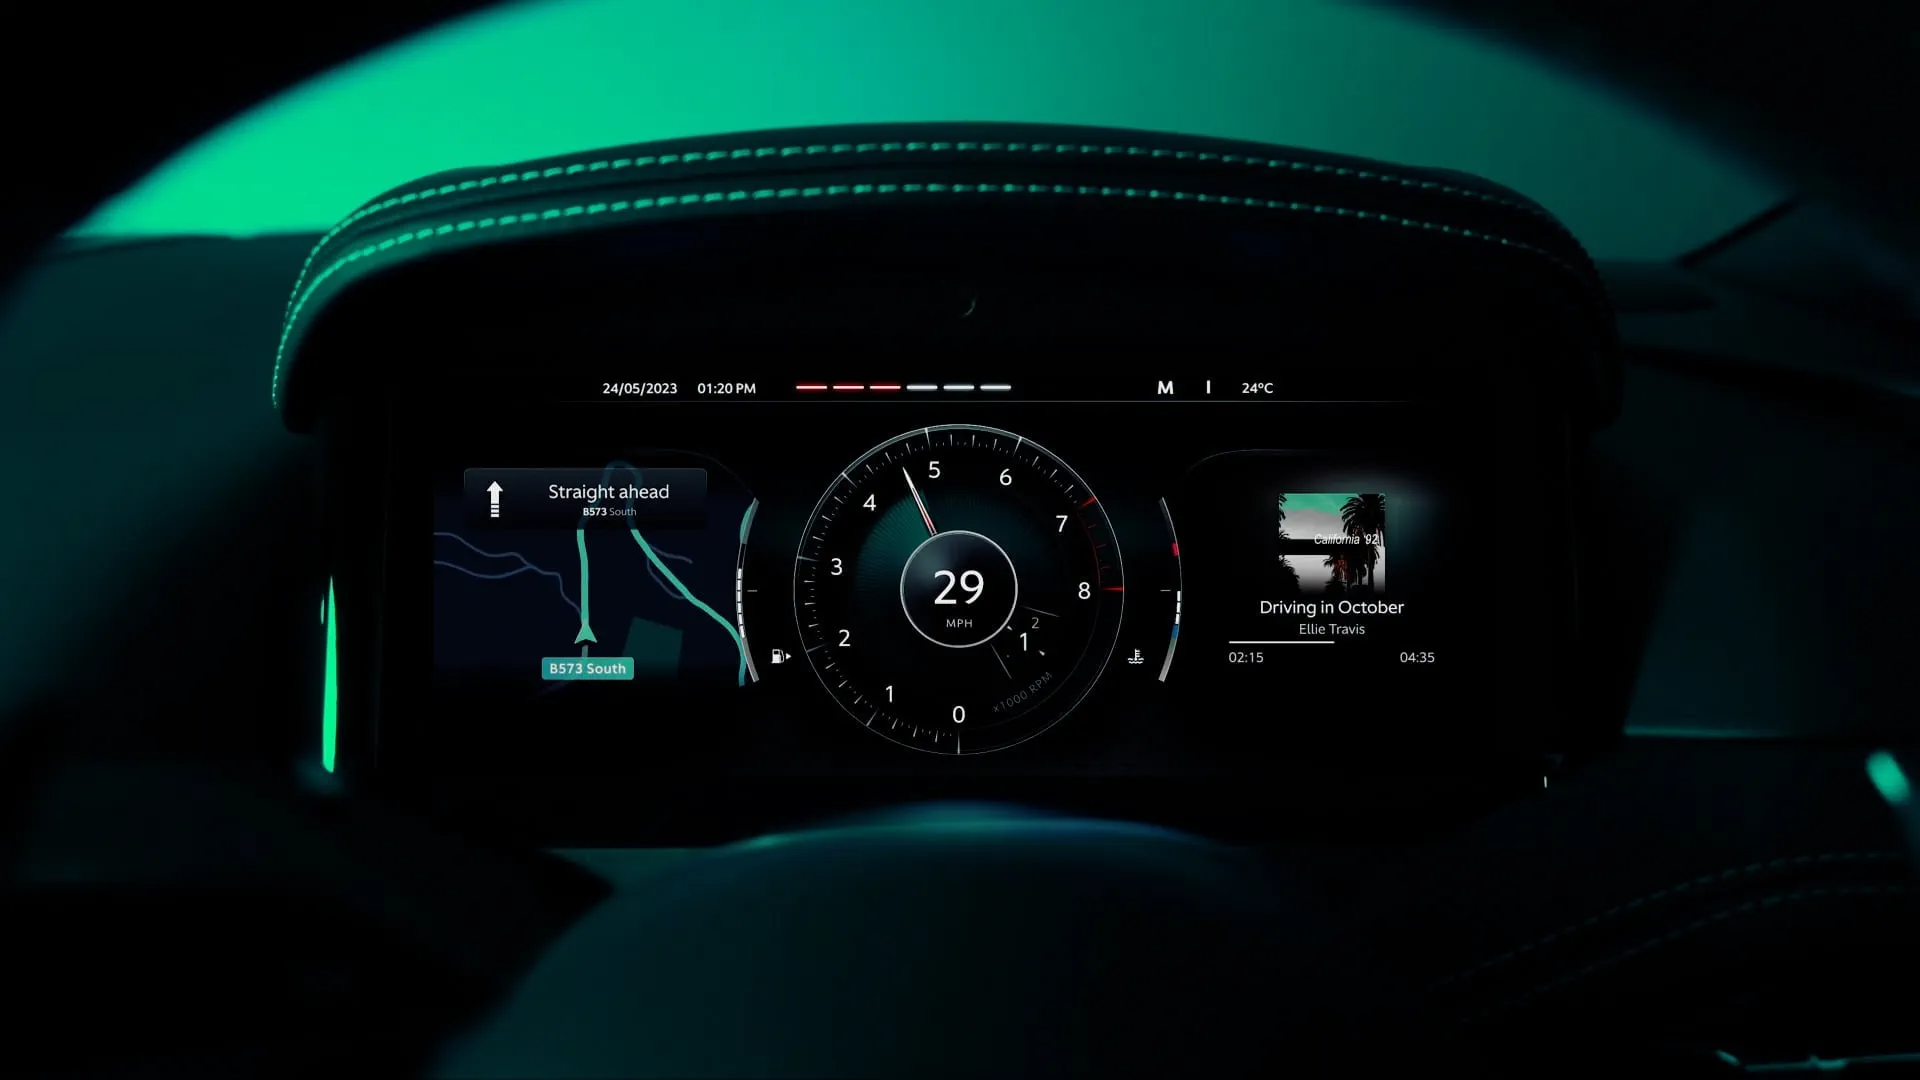 24/05/2023 01:20 PM
M I 24°C
Straight ahead
B573 South
B573 South
0
1
2
3
4
5
6
7
8
29
MPH
2
1
x1000 RPM
California '92
Driving in October
Ellie Travis
02:15 04:35